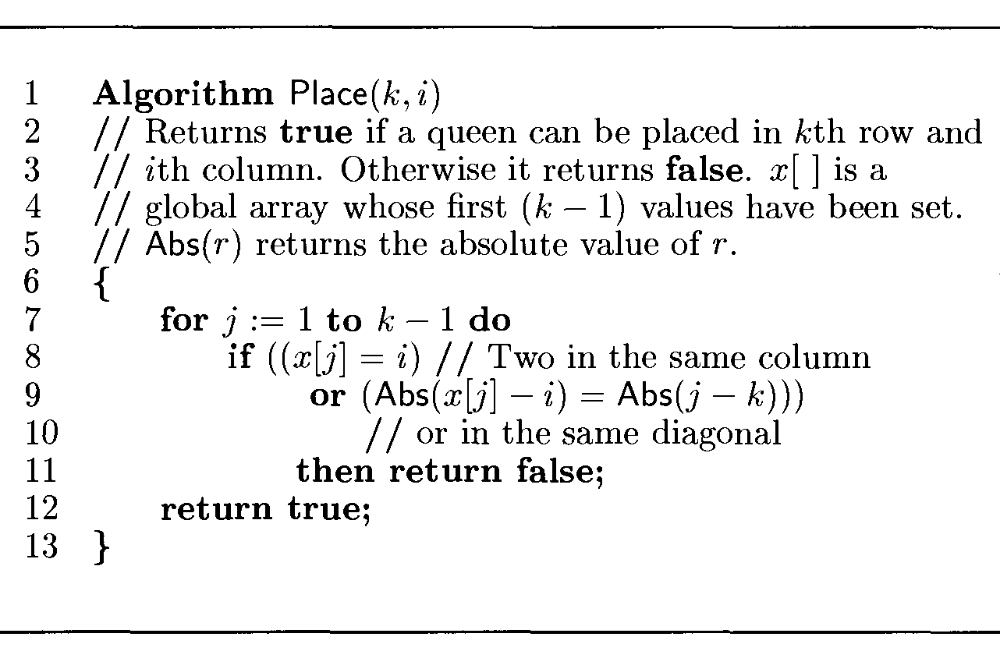 1 Algorithm Place(k, i)
2 // Returns true if a queen can be placed in kth row and
3 // ith column. Otherwise it returns false. x[ ] is a
4 // global array whose first (k − 1) values have been set.
5 // Abs(r) returns the absolute value of r.
6 {
7 for j := 1 to k − 1 do
8 if ((x[j] = i) // Two in the same column
9 or (Abs(x[j] − i) = Abs(j − k)))
10 // or in the same diagonal
11 then return false;
12 return true;
13 }